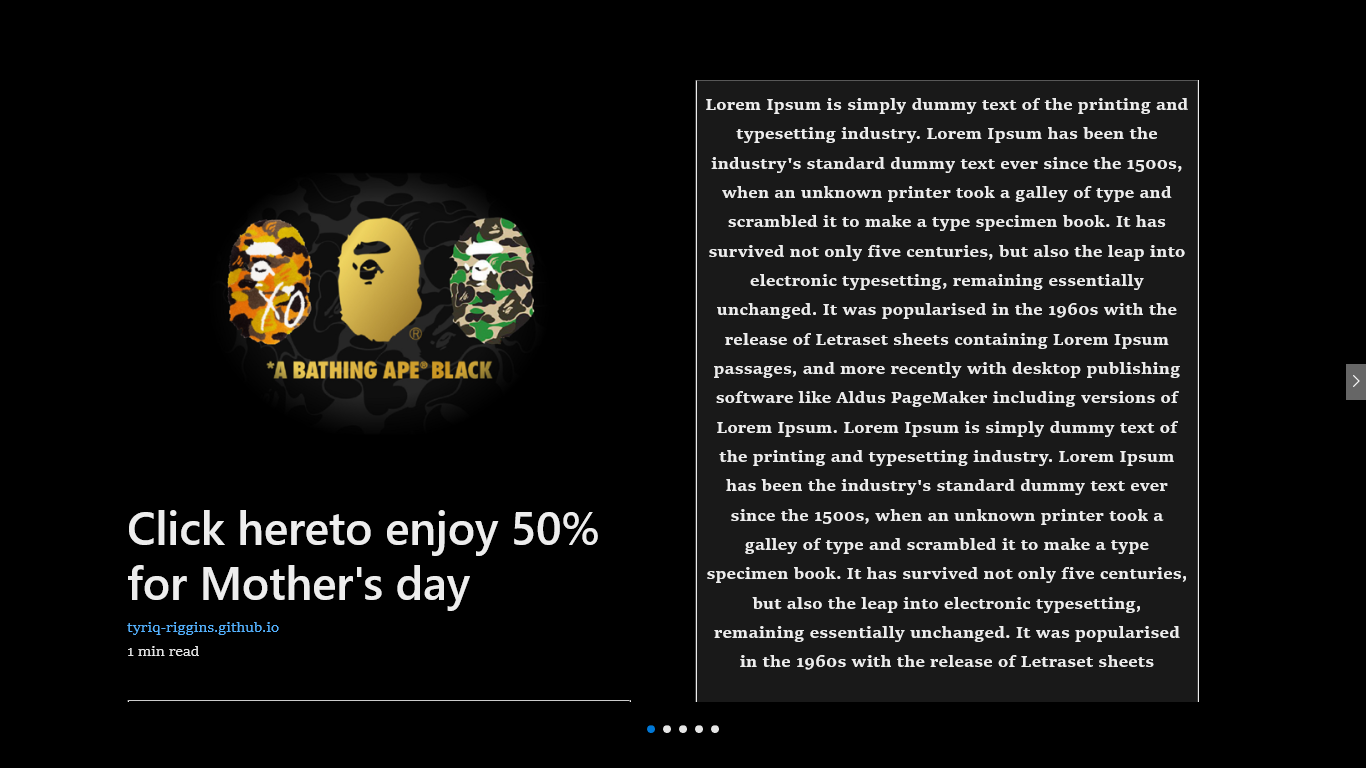 XO
®
*A BATHING APE® BLACK
Click hereto enjoy 50%
for Mother's day
tyriq-riggins.github.io
1 min read
Lorem Ipsum is simply dummy text of the printing and
typesetting industry. Lorem Ipsum has been the
industry's standard dummy text ever since the 1500s,
when an unknown printer took a galley of type and
scrambled it to make a type specimen book. It has
survived not only five centuries, but also the leap into
electronic typesetting, remaining essentially
unchanged. It was popularised in the 1960s with the
release of Letraset sheets containing Lorem Ipsum
passages, and more recently with desktop publishing
software like Aldus PageMaker including versions of
Lorem Ipsum. Lorem Ipsum is simply dummy text of
the printing and typesetting industry. Lorem Ipsum
has been the industry's standard dummy text ever
since the 1500s, when an unknown printer took a
galley of type and scrambled it to make a type
specimen book. It has survived not only five centuries,
but also the leap into electronic typesetting,
remaining essentially unchanged. It was popularised
in the 1960s with the release of Letraset sheets